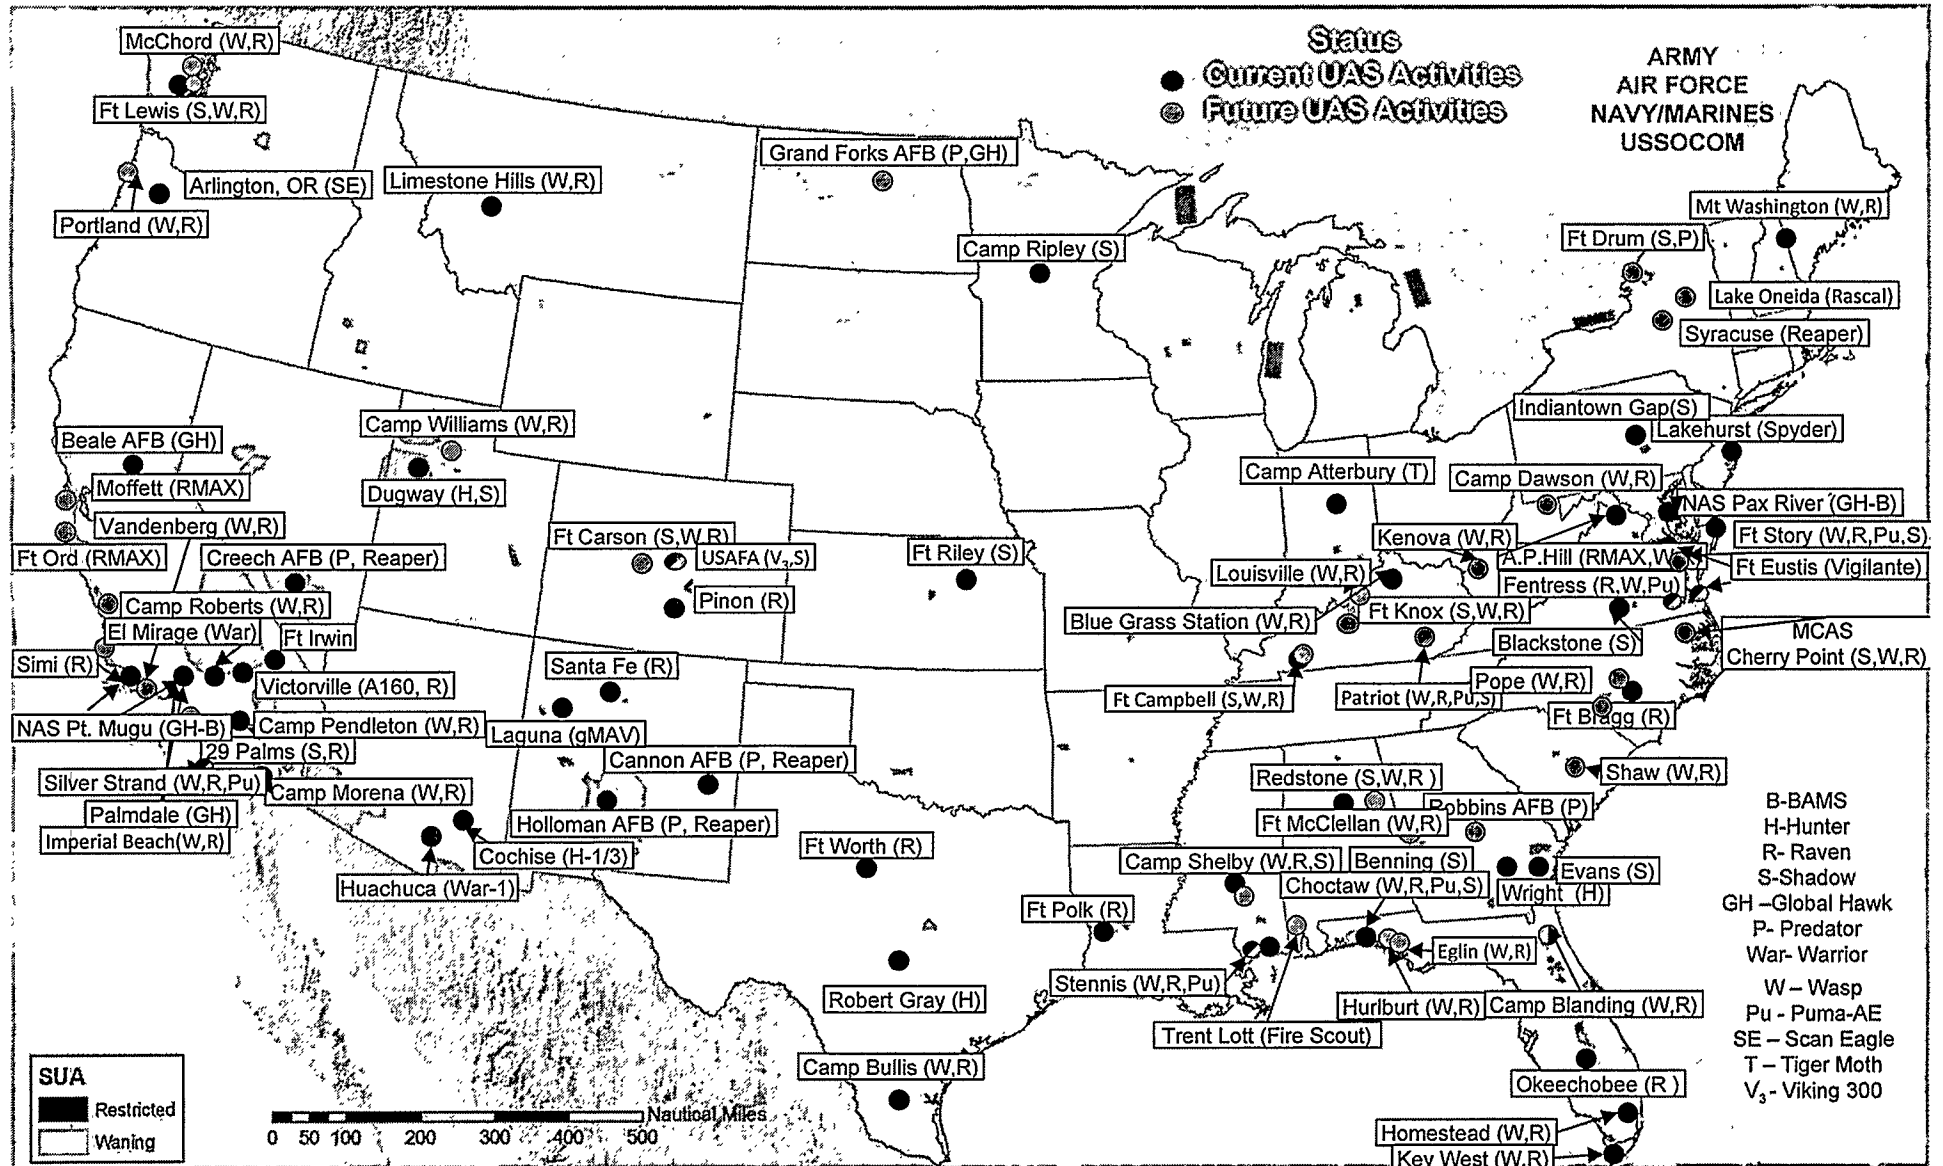 McChord (W,R)
Ft Lewis (S,W,R)
Arlington, OR (SE)
Portland (W,R)
Limestone Hills (W,R)
Grand Forks AFB (P,GH)
Camp Ripley (S)
Status
Current UAS Activities
Future UAS Activities
ARMY
AIR FORCE
NAVY/MARINES
USSOCOM
Mt Washington (W,R)
Ft Drum (S,P)
Lake Oneida (Rascal)
Syracuse (Reaper)
Indiantown Gap(S)
Lakehurst (Spyder)
Beale AFB (GH)
Moffett (RMAX)
Vandenberg (W,R)
Ft Ord (RMAX)
Creech AFB (P, Reaper)
Camp Williams (W,R)
Dugway (H,S)
Ft Carson (S,W,R)
USAFA (V3,S)
Pinon (R)
Ft Riley (S)
Camp Atterbury (T)
Camp Dawson (W,R)
NAS Pax River (GH-B)
Ft Story (W,R,Pu,S)
Kenova (W,R)
A.P.Hill (RMAX,W
Ft Eustis (Vigilante)
Louisville (W,R)
Fentress (R,W,Pu)
Blue Grass Station (W,R)
Ft Knox (S,W,R)
Blackstone (S)
MCAS
Cherry Point (S,W,R)
Camp Roberts (W,R)
El Mirage (War)
Ft Irwin
Simi (R)
Victorville (A160, R)
NAS Pt. Mugu (GH-B)
Camp Pendleton (W,R)
29 Palms (S,R)
Silver Strand (W,R,Pu)
Camp Morena (W,R)
Palmdale (GH)
Imperial Beach(W,R)
Santa Fe (R)
Laguna (gMAV)
Cannon AFB (P, Reaper)
Holloman AFB (P, Reaper)
Cochise (H-1/3)
Huachuca (War-1)
Ft Campbell (S,W,R)
Patriot (W,R,Pu,S)
Pope (W,R)
Ft Bragg (R)
Shaw (W,R)
Redstone (S,W,R )
Robbins AFB (P)
Ft McClellan (W,R)
Ft Worth (R)
Camp Shelby (W,R,S)
Benning (S)
Evans (S)
Choctaw (W,R,Pu,S)
Wright (H)
Ft Polk (R)
Eglin (W,R)
Stennis (W,R,Pu)
Robert Gray (H)
Hurlburt (W,R)
Camp Blanding (W,R)
Trent Lott (Fire Scout)
Camp Bullis (W,R)
Okeechobee (R )
Homestead (W,R)
Key West (W,R)
B-BAMS
H-Hunter
R- Raven
S-Shadow
GH –Global Hawk
P- Predator
War- Warrior
W – Wasp
Pu - Puma-AE
SE – Scan Eagle
T – Tiger Moth
V3 - Viking 300
SUA
Restricted
Waning
Nautical Miles
0 50 100 200 300 400 500